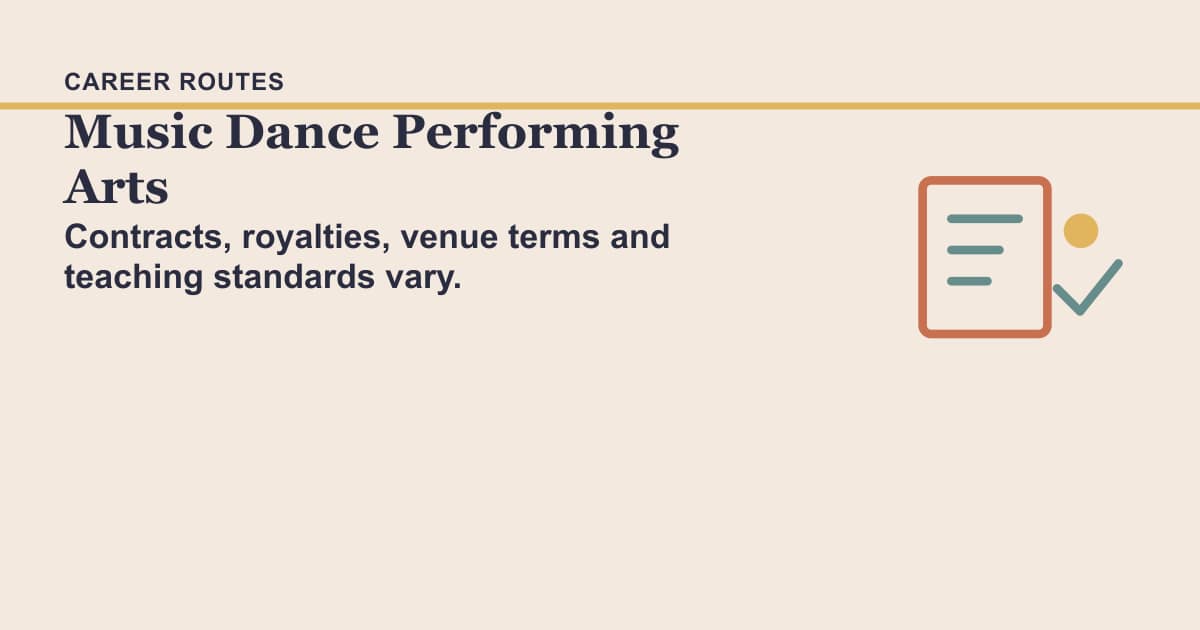 CAREER ROUTES
Music Dance Performing
Arts
Contracts, royalties, venue terms and
teaching standards vary.